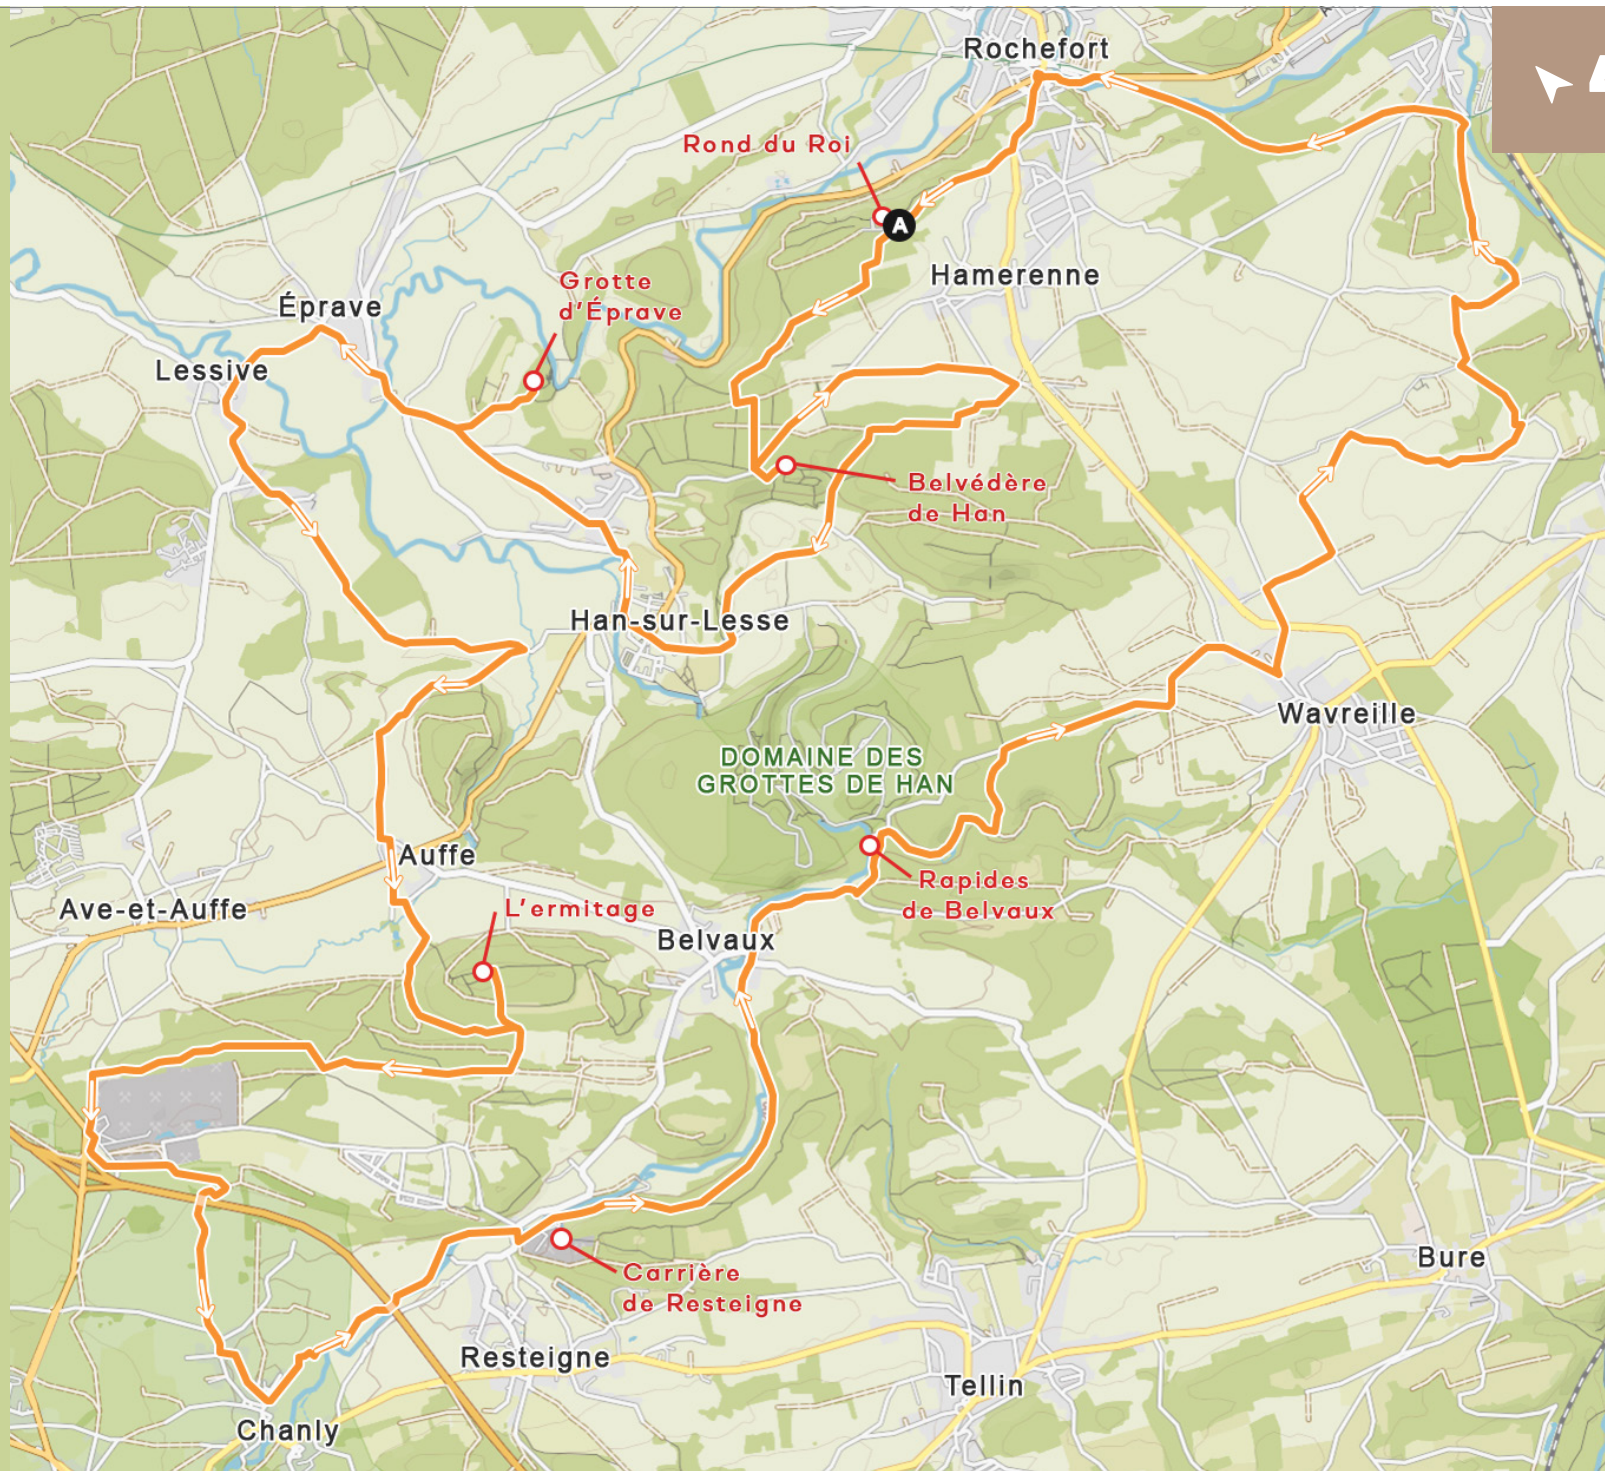 Rochefort
Rond du Roi
A
Hamerenne
Grotte
d'Éprave
Éprave
Lessive
Belvédère
de Han
Han-sur-Lesse
Wavreille
DOMAINE DES
GROTTES DE HAN
Auffe
Rapides
de Belvaux
Ave-et-Auffe
L'ermitage
Belvaux
Bure
Carrière
de Resteigne
Resteigne
Tellin
Chanly